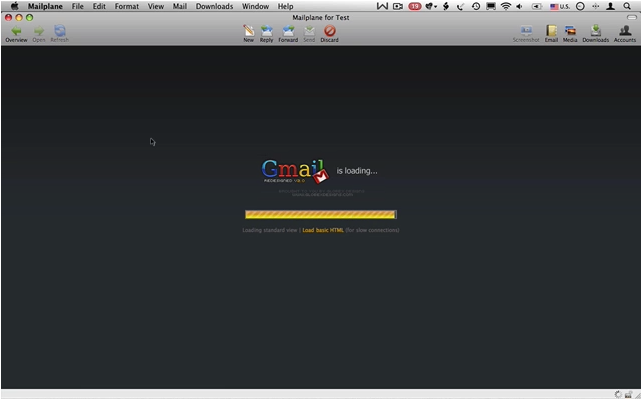 Mailplane File Edit Format View Mail Downloads Window Help 19 U.S.
Mailplane for Test
Overview Open Refresh New Reply Forward Send Discard Screenshot Email Media Downloads Accounts
Gmail is loading...
REDESIGNED
Loading standard view | Load basic HTML (for slow connections)